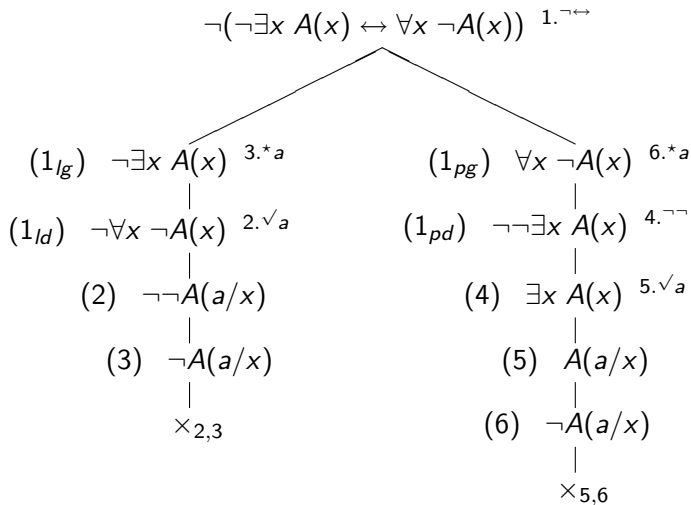 ¬(¬∃x A(x) ↔ ∀x ¬A(x)) 1.¬↔
(1lg) ¬∃x A(x) 3.⋆a
(1pg) ∀x ¬A(x) 6.⋆a
(1ld) ¬∀x ¬A(x) 2.√a
(1pd) ¬¬∃x A(x) 4.¬¬
(2) ¬¬A(a/x)
(4) ∃x A(x) 5.√a
(3) ¬A(a/x)
(5) A(a/x)
×2,3
(6) ¬A(a/x)
×5,6